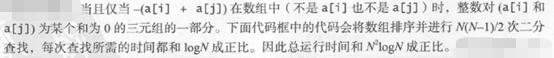 当且仅当 –(a[i] + a[j]) 在数组中（不是 a[i] 也不是 a[j]）时，整数对 (a[i] 和
a[j]) 为某个和为 0 的三元组的一部分。下面代码框中的代码会将数组排序并进行 N(N–1)/2 次二分
查找，每次查找所需的时间都和 logN 成正比。因此总运行时间和 N²logN 成正比。